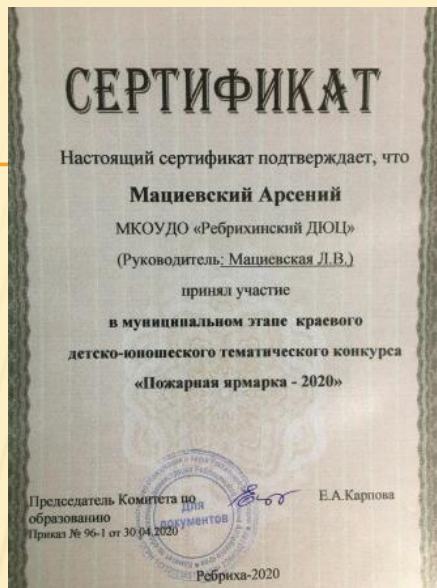 СЕРТИФИКАТ
Настоящий сертификат подтверждает, что
Мациевский Арсений
МКОУДО «Ребрихинский ДЮЦ»
(Руководитель: Мациевская Л.В.)
принял участие
в муниципальном этапе краевого
детско-юношеского тематического конкурса
«Пожарная ярмарка - 2020»
Председатель Комитета по
образованию
Е.А.Карпова
Приказ № 96-1 от 30.04.2020
Для
документов
Ребриха-2020